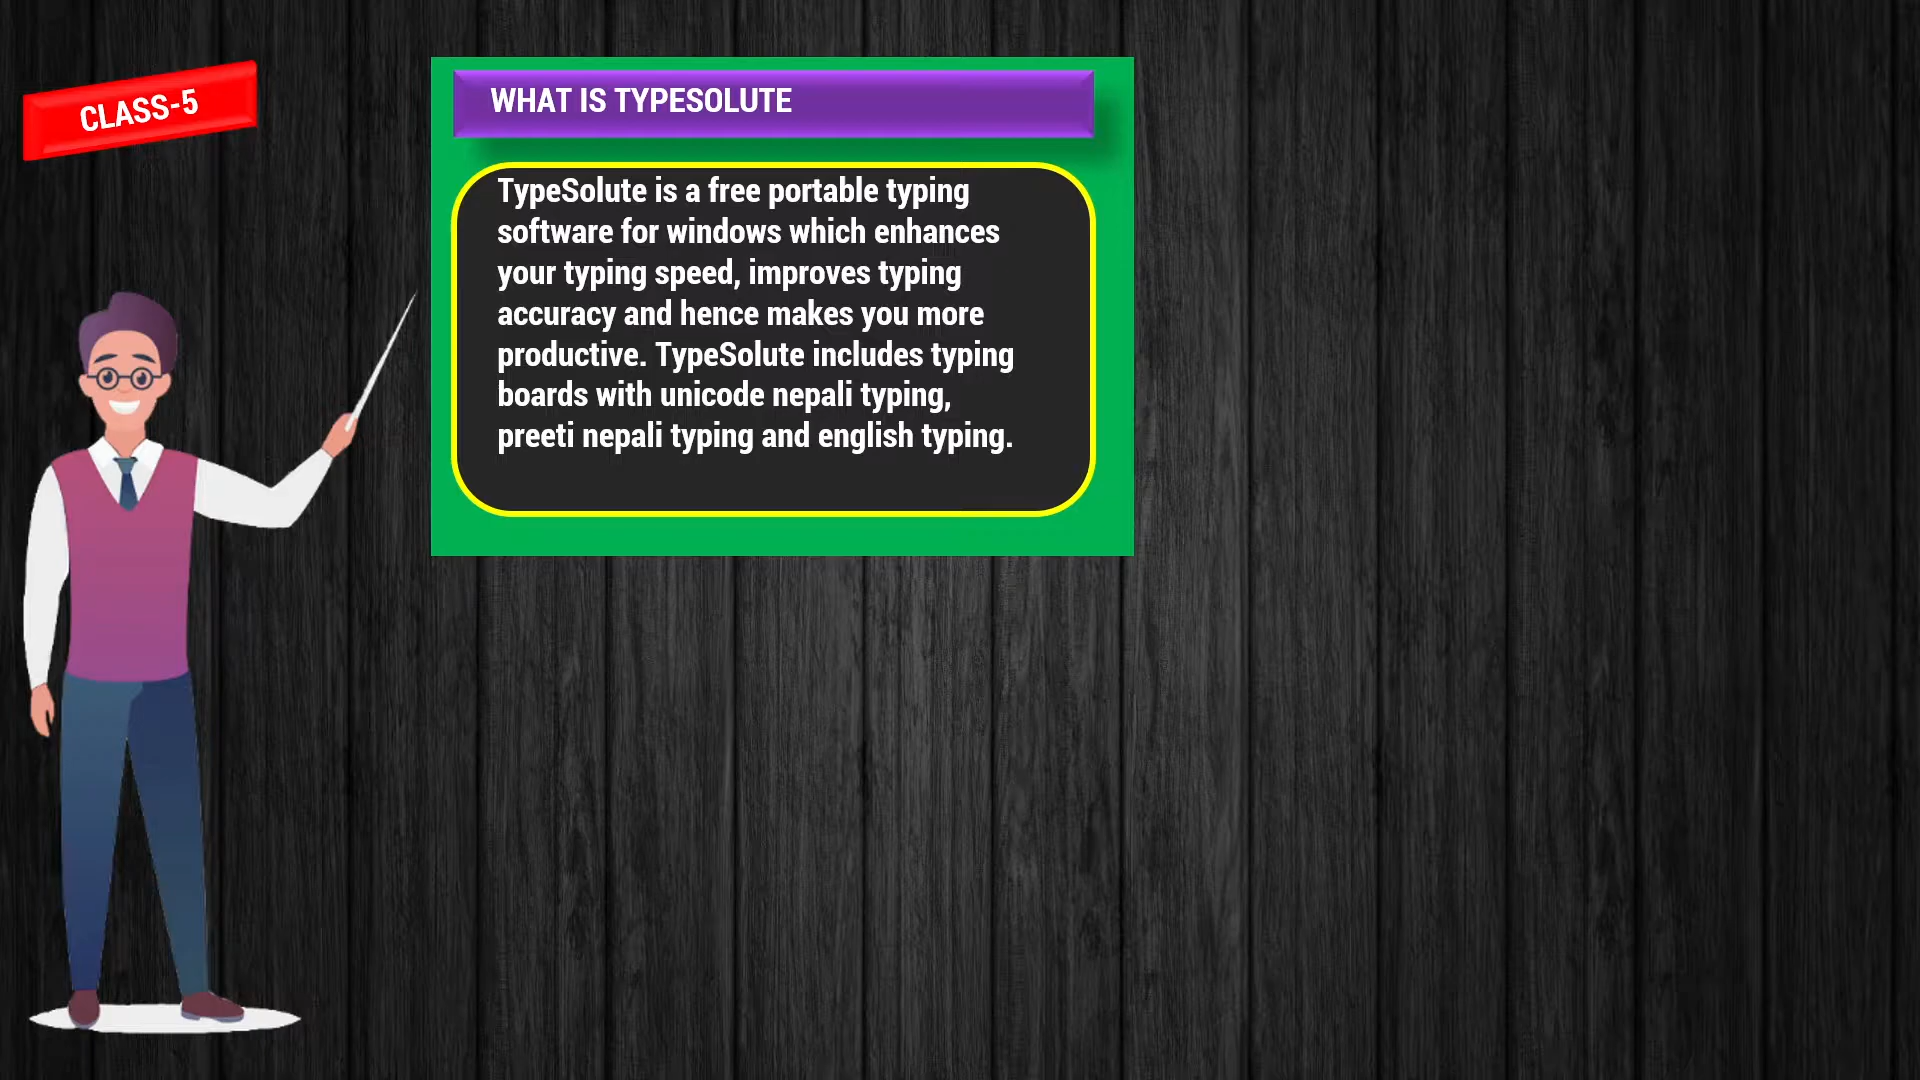 CLASS-5
WHAT IS TYPESOLUTE
TypeSolute is a free portable typing
software for windows which enhances
your typing speed, improves typing
accuracy and hence makes you more
productive. TypeSolute includes typing
boards with unicode nepali typing,
preeti nepali typing and english typing.